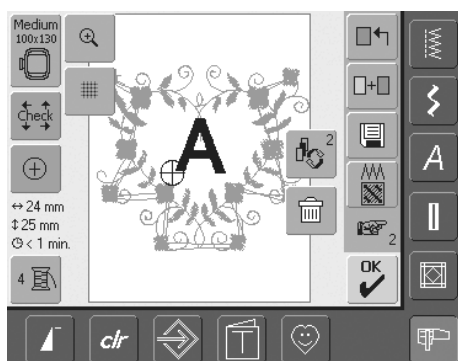 Medium
100x130
Check
A
24 mm
25 mm
< 1 min.
4
2
2
OK
A
clr
T